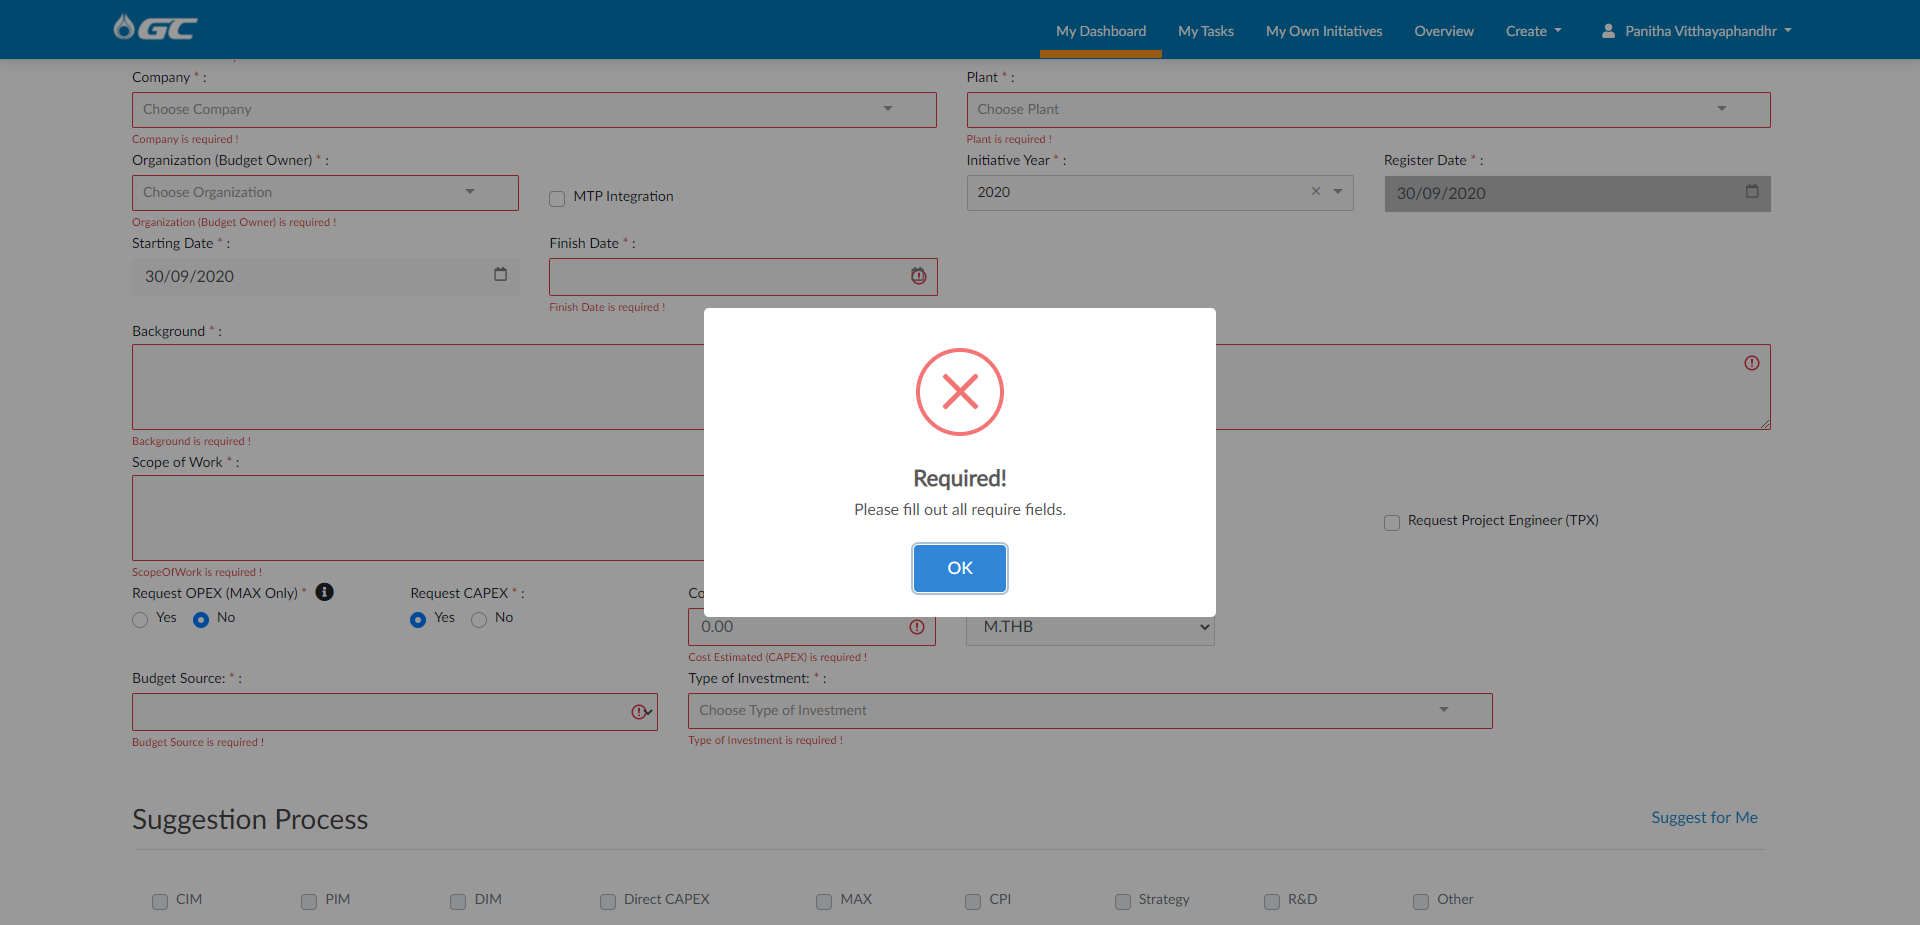 GC
My Dashboard My Tasks My Own Initiatives Overview Create Panitha Vitthayaphandhr
Company * : Plant * :
Choose Company Choose Plant
Company is required ! Plant is required !
Organization (Budget Owner) * : Initiative Year * : Register Date * :
Choose Organization MTP Integration 2020 × 30/09/2020
Organization (Budget Owner) is required !
Starting Date * : Finish Date * :
30/09/2020
Finish Date is required !
Background * :
Background is required !
Scope of Work * :
Required!
Please fill out all require fields.
OK
Request Project Engineer (TPX)
ScopeOfWork is required !
Request OPEX (MAX Only) * Request CAPEX * : Co
Yes No Yes No 0.00 M.THB
Cost Estimated (CAPEX) is required !
Budget Source: * : Type of Investment: * :
Choose Type of Investment
Budget Source is required ! Type of Investment is required !
Suggestion Process Suggest for Me
CIM PIM DIM Direct CAPEX MAX CPI Strategy R&D Other